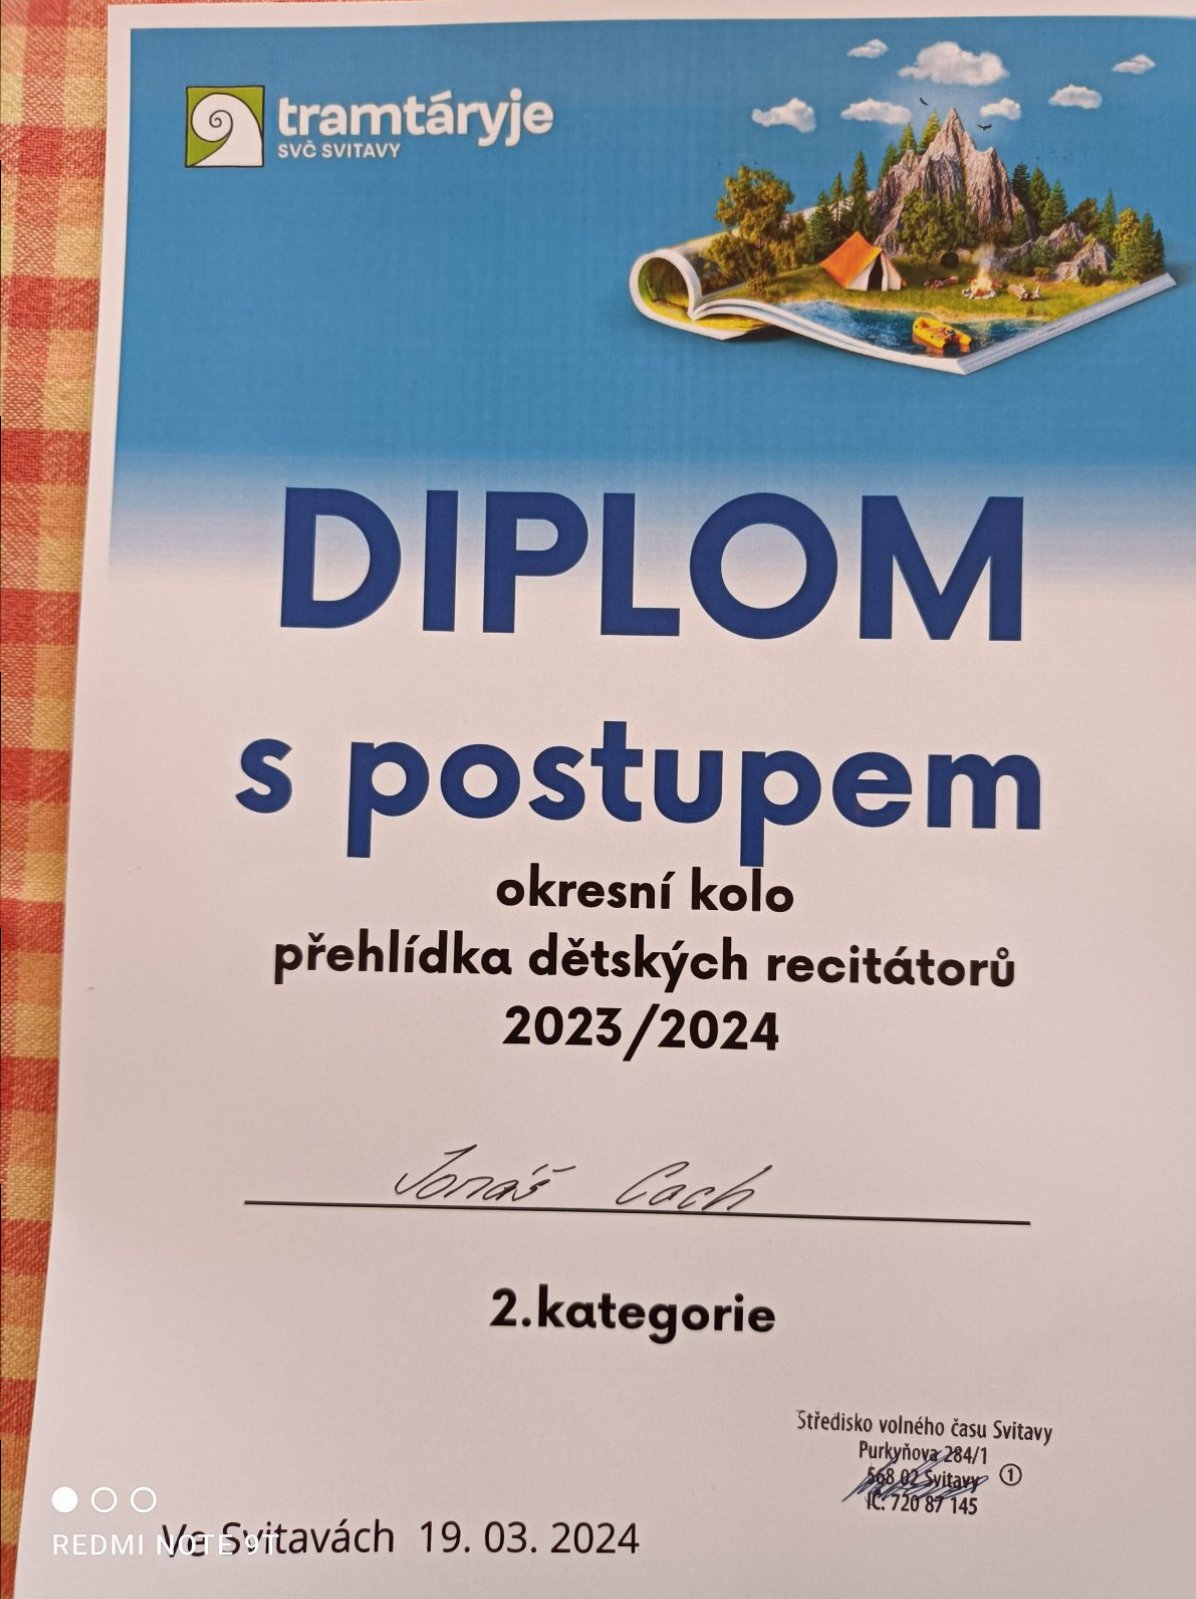 tramtáryje
SVČ SVITAVY
DIPLOM
s postupem
okresní kolo
přehlídka dětských recitátorů
2023/2024
Jonáš Cach
2.kategorie
Středisko volného času Svitavy
Purkyňova 284/1
568 02 Svitavy ①
IČ: 720 87 145
Ve Svitavách 19. 03. 2024
REDMI NOTE 9T